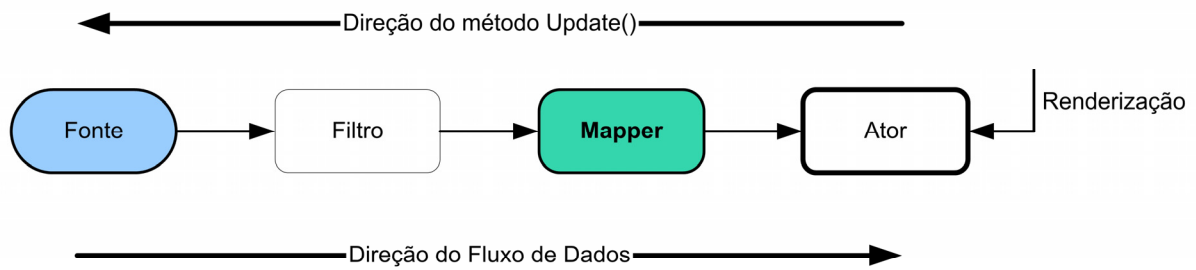 Direção do método Update()
Renderização
Fonte
Filtro
Mapper
Ator
Direção do Fluxo de Dados